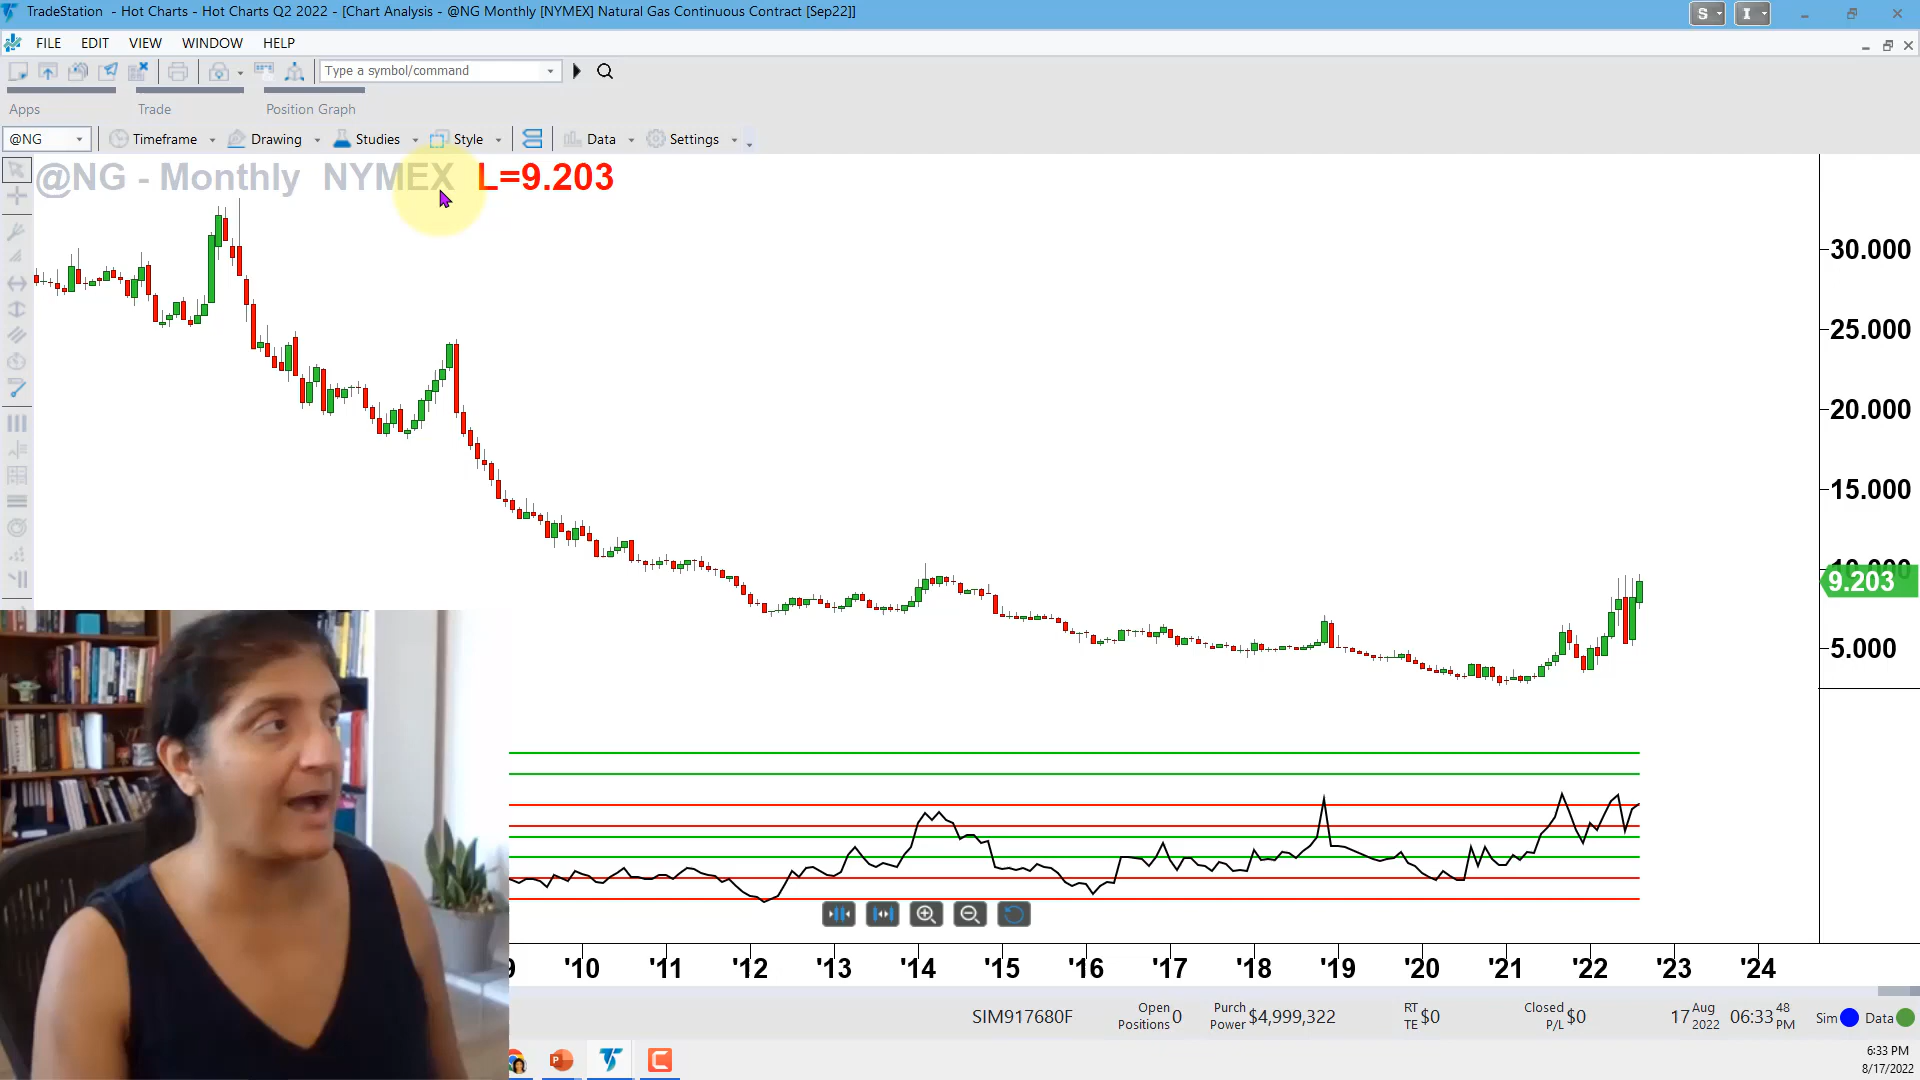 TradeStation - Hot Charts - Hot Charts Q2 2022 - [Chart Analysis - @NG Monthly [NYMEX] Natural Gas Continuous Contract [Sep22]]
S
I
FILE EDIT VIEW WINDOW HELP
Type a symbol/command
Apps Trade Position Graph
@NG Timeframe Drawing Studies Style Data Settings
@NG - Monthly NYMEX L=9.203
30.000
25.000
20.000
15.000
9.203
5.000
'10 '11 '12 '13 '14 '15 '16 '17 '18 '19 '20 '21 '22 '23 '24
SIM917680F Open Positions 0 Purch Power $4,999,322 RT TE $0 Closed P/L $0 17 Aug 2022 06:33 48 PM Sim Data
6:33 PM
8/17/2022